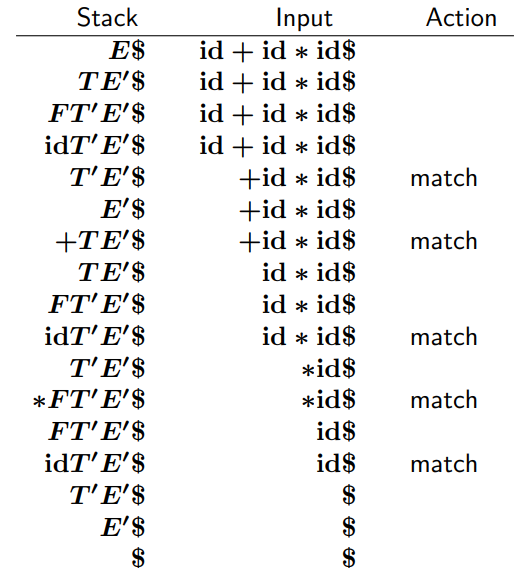 Stack Input Action
E$ id + id ∗ id$
TE′$ id + id ∗ id$
FT′E′$ id + id ∗ id$
idT′E′$ id + id ∗ id$
T′E′$ +id ∗ id$ match
E′$ +id ∗ id$
+TE′$ +id ∗ id$ match
TE′$ id ∗ id$
FT′E′$ id ∗ id$
idT′E′$ id ∗ id$ match
T′E′$ ∗id$
∗FT′E′$ ∗id$ match
FT′E′$ id$
idT′E′$ id$ match
T′E′$ $
E′$ $
$ $